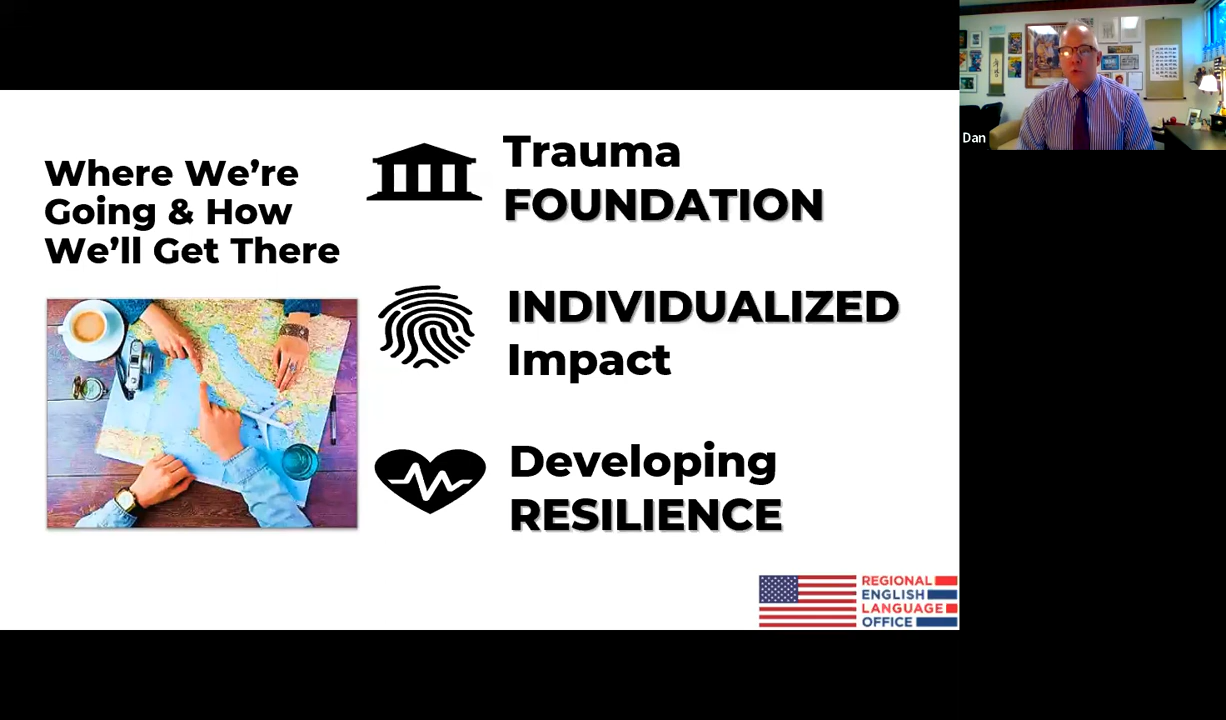 Where We’re
Going & How
We’ll Get There
Trauma
FOUNDATION
INDIVIDUALIZED
Impact
Developing
RESILIENCE
REGIONAL
ENGLISH
LANGUAGE
OFFICE
Dan